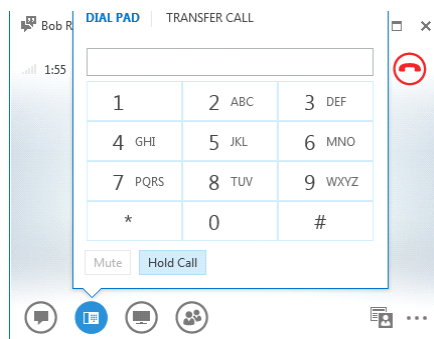 Bob R
DIAL PAD TRANSFER CALL
1:55
1 2 ABC 3 DEF
4 GHI 5 JKL 6 MNO
7 PQRS 8 TUV 9 WXYZ
* 0 #
Mute Hold Call